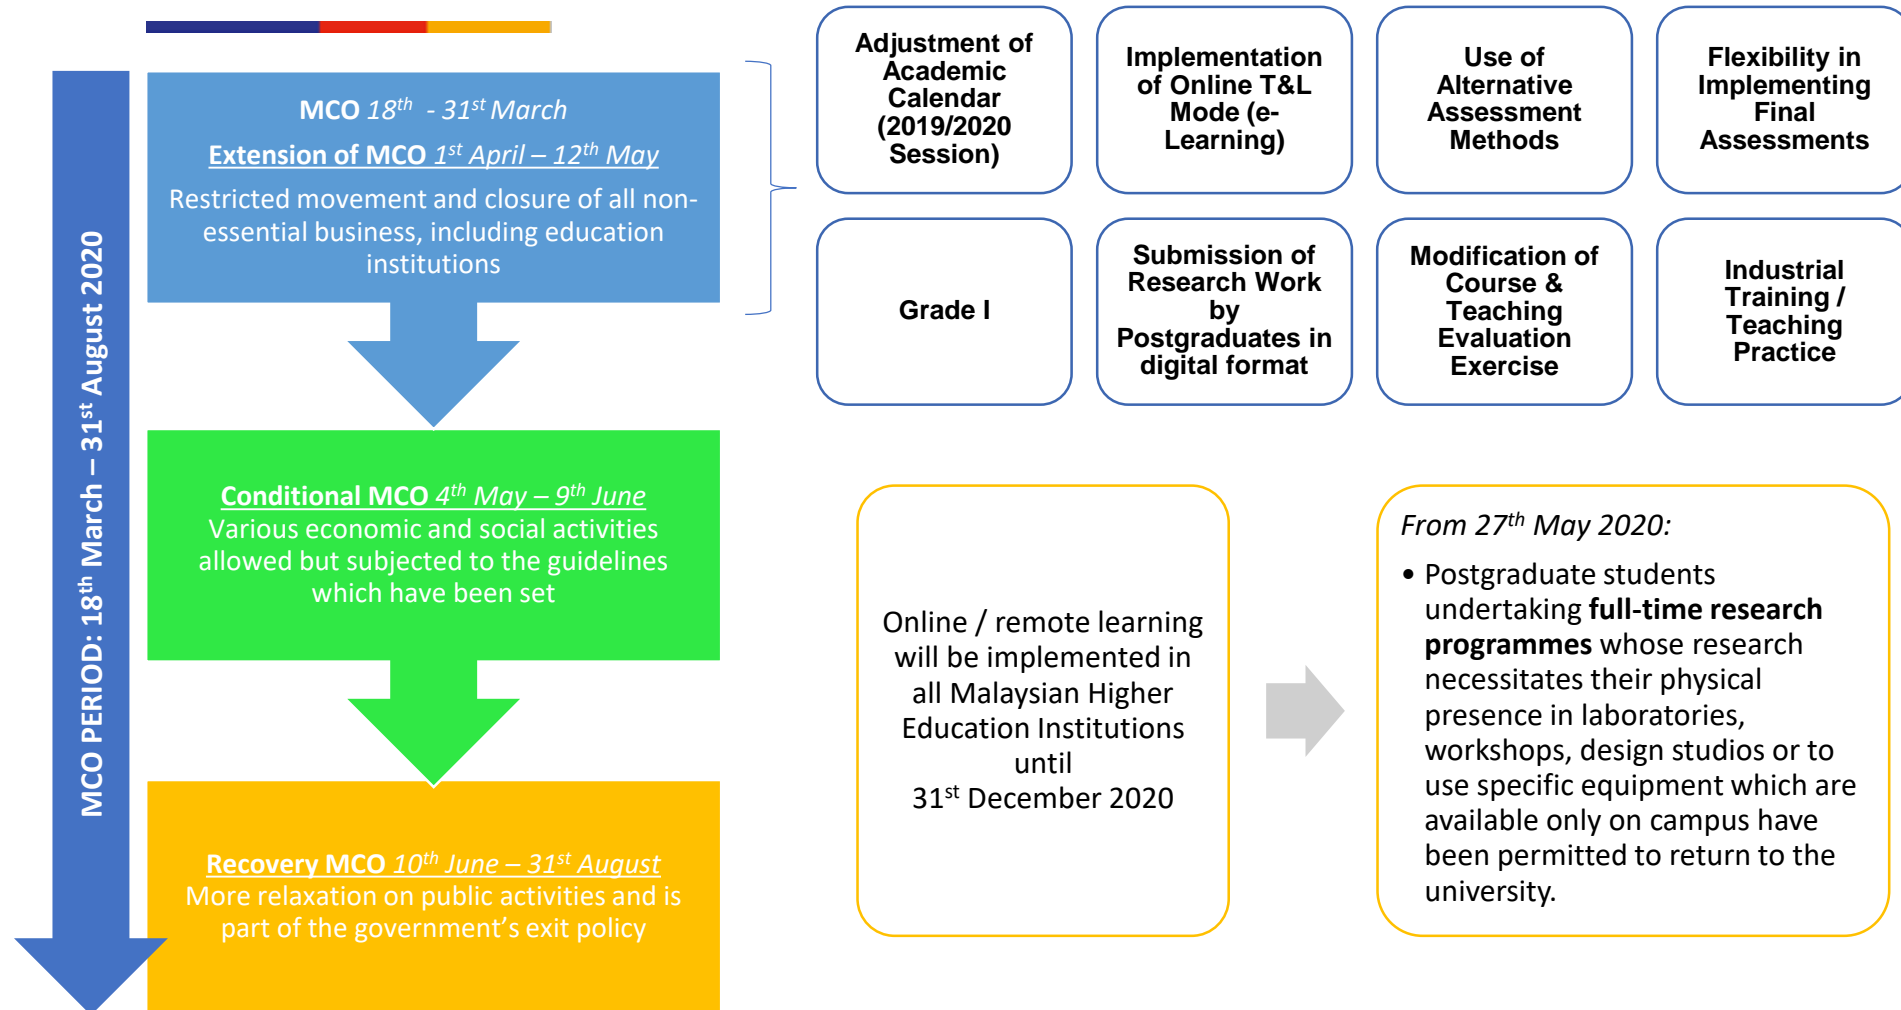 MCO PERIOD: 18th March – 31st August 2020
MCO 18th - 31st March
Extension of MCO 1st April – 12th May
Restricted movement and closure of all non-
essential business, including education
institutions
Conditional MCO 4th May – 9th June
Various economic and social activities
allowed but subjected to the guidelines
which have been set
Recovery MCO 10th June – 31st August
More relaxation on public activities and is
part of the government’s exit policy
Adjustment of
Academic
Calendar
(2019/2020
Session)
Implementation
of Online T&L
Mode (e-
Learning)
Use of
Alternative
Assessment
Methods
Flexibility in
Implementing
Final
Assessments
Grade I
Submission of
Research Work
by
Postgraduates in
digital format
Modification of
Course &
Teaching
Evaluation
Exercise
Industrial
Training /
Teaching
Practice
Online / remote learning
will be implemented in
all Malaysian Higher
Education Institutions
until
31st December 2020
From 27th May 2020:
• Postgraduate students
undertaking full-time research
programmes whose research
necessitates their physical
presence in laboratories,
workshops, design studios or to
use specific equipment which are
available only on campus have
been permitted to return to the
university.